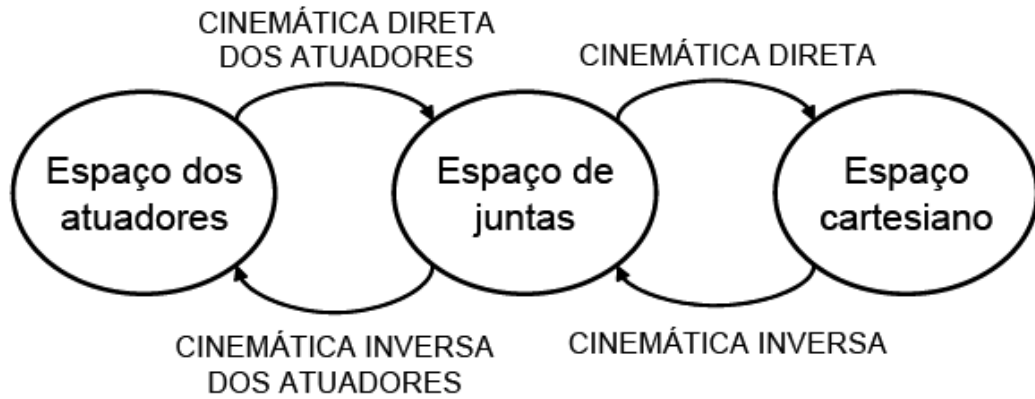 CINEMÁTICA DIRETA
DOS ATUADORES
CINEMÁTICA DIRETA
Espaço dos
atuadores
Espaço de
juntas
Espaço
cartesiano
CINEMÁTICA INVERSA
DOS ATUADORES
CINEMÁTICA INVERSA